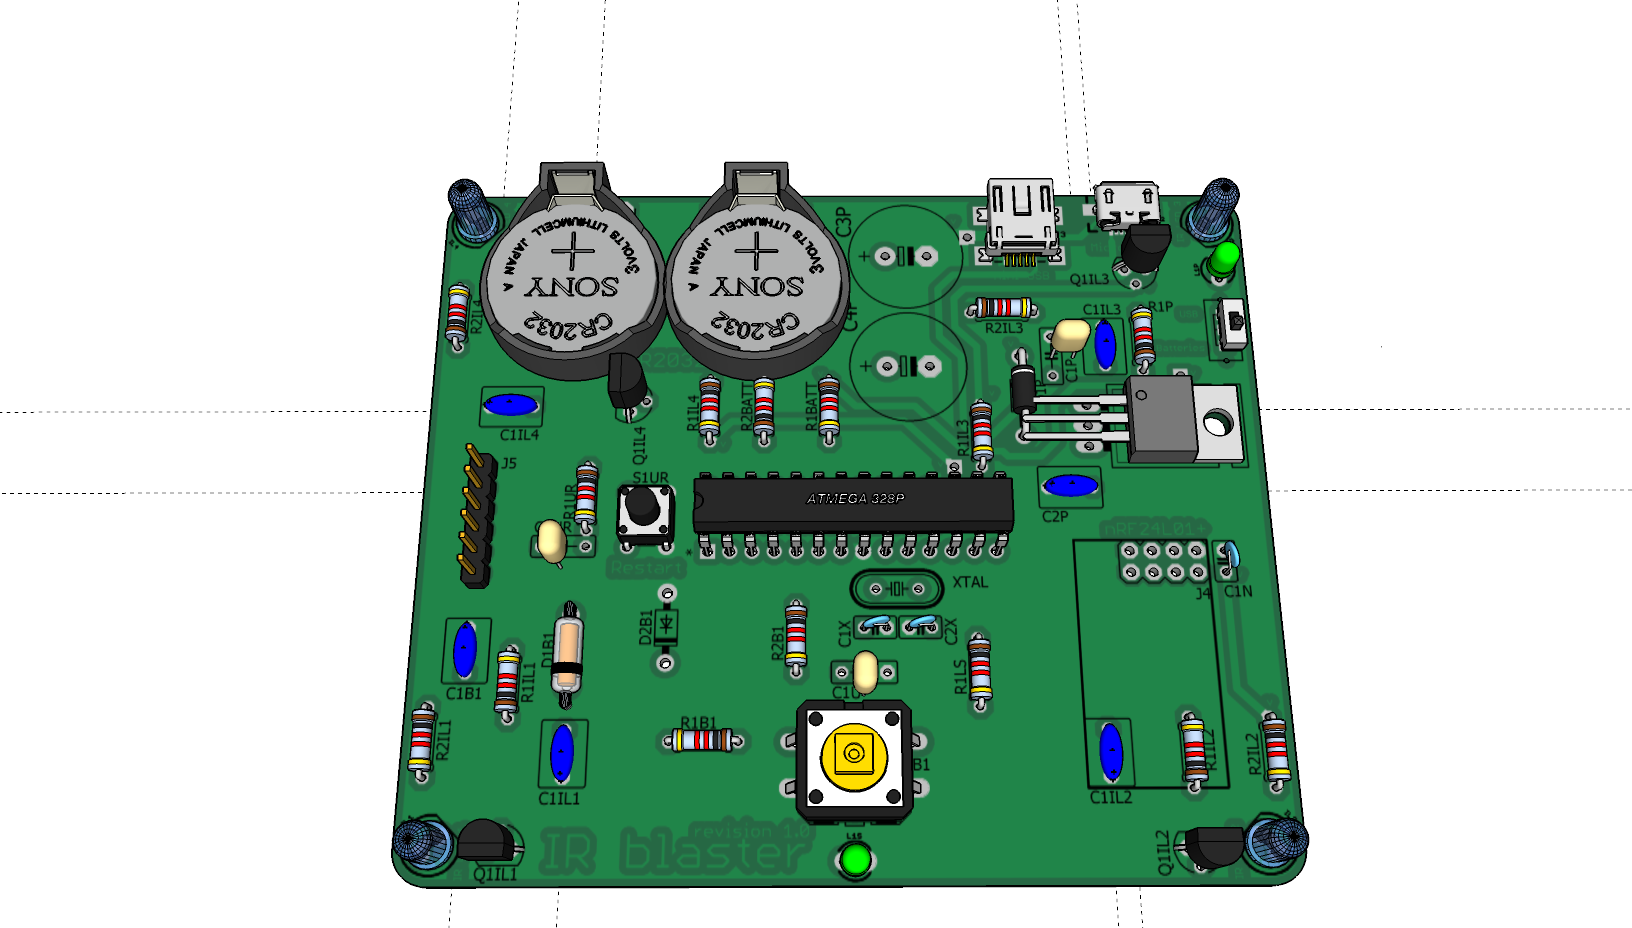 3VOLTS LITHIUMCELL JAPAN A
SONY
CR2032
3VOLTS LITHIUMCELL JAPAN A
SONY
CR2032
C3P
C4P
Q1IL3
R2IL4
R2IL3
C1IL3
R1P
C1P
C1IL4
Q1IL4
R1IL4
R2BATT
R1BATT
R1IL3
J5
R1UR
S1UR
ATMEGA 328P
C2P
nRF24L01+
Restart
XTAL
J4
C1N
D2B1
R2B1
C1X
C2X
D1B1
C1B1
R1IL1
R1LS
R2IL1
R1B1
B1
C1IL1
R1IL2
R2IL2
C1IL2
revision 1.0
IR blaster
L1S
Q1IL1
Q1IL2